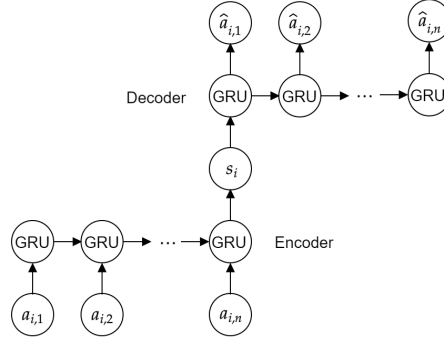 â_{i,1} â_{i,2} â_{i,n}
Decoder GRU GRU ... GRU
s_i
GRU GRU ... GRU Encoder
a_{i,1} a_{i,2} a_{i,n}